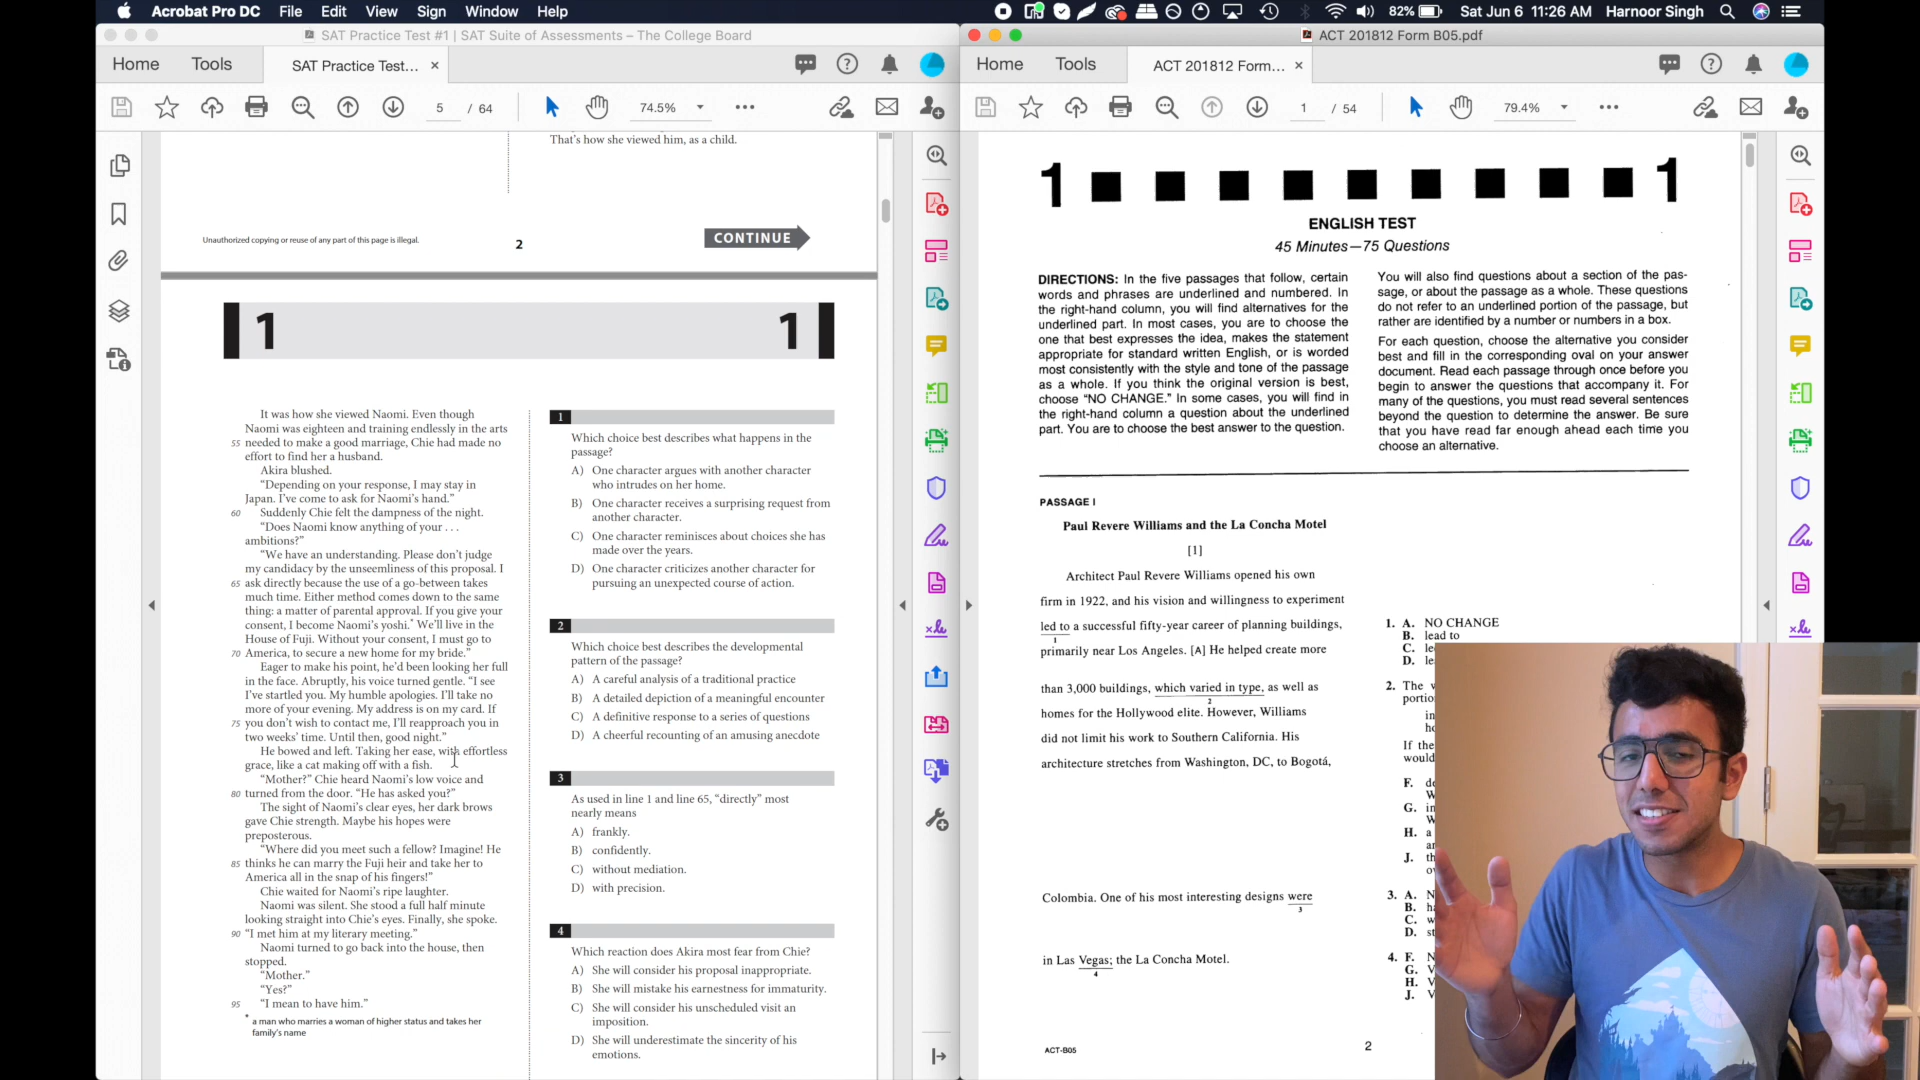 Acrobat Pro DC File Edit View Sign Window Help
82% Sat Jun 6 11:26 AM Harnoor Singh
SAT Practice Test #1 | SAT Suite of Assessments – The College Board
Home Tools SAT Practice Test... ×
5 / 64 74.5%
That's how she viewed him, as a child.
Unauthorized copying or reuse of any part of this page is illegal.
2
CONTINUE
1 1
It was how she viewed Naomi. Even though
Naomi was eighteen and training endlessly in the arts
55 needed to make a good marriage, Chie had made no
effort to find her a husband.
Akira blushed.
“Depending on your response, I may stay in
Japan. I’ve come to ask for Naomi’s hand.”
60 Suddenly Chie felt the dampness of the night.
“Does Naomi know anything of your . . .
ambitions?”
“We have an understanding. Please don’t judge
my candidacy by the unseemliness of this proposal. I
65 ask directly because the use of a go-between takes
much time. Either method comes down to the same
thing: a matter of parental approval. If you give your
consent, I become Naomi’s yoshi.* We’ll live in the
House of Fuji. Without your consent, I must go to
70 America, to secure a new home for my bride.”
Eager to make his point, he’d been looking her full
in the face. Abruptly, his voice turned gentle. “I see
I’ve startled you. My humble apologies. I’ll take no
more of your evening. My address is on my card. If
75 you don’t wish to contact me, I’ll reapproach you in
two weeks’ time. Until then, good night.”
He bowed and left. Taking her ease, with effortless
grace, like a cat making off with a fish.
“Mother?” Chie heard Naomi’s low voice and
80 turned from the door. “He has asked you?”
The sight of Naomi’s clear eyes, her dark brows
gave Chie strength. Maybe his hopes were
preposterous.
“Where did you meet such a fellow? Imagine! He
85 thinks he can marry the Fuji heir and take her to
America all in the snap of his fingers!”
Chie waited for Naomi’s ripe laughter.
Naomi was silent. She stood a full half minute
looking straight into Chie’s eyes. Finally, she spoke.
90 “I met him at my literary meeting.”
Naomi turned to go back into the house, then
stopped.
“Mother.”
“Yes?”
95 “I mean to have him.”
* a man who marries a woman of higher status and takes her
family’s name
1
Which choice best describes what happens in the
passage?
A) One character argues with another character
who intrudes on her home.
B) One character receives a surprising request from
another character.
C) One character reminisces about choices she has
made over the years.
D) One character criticizes another character for
pursuing an unexpected course of action.
2
Which choice best describes the developmental
pattern of the passage?
A) A careful analysis of a traditional practice
B) A detailed depiction of a meaningful encounter
C) A definitive response to a series of questions
D) A cheerful recounting of an amusing anecdote
3
As used in line 1 and line 65, “directly” most
nearly means
A) frankly.
B) confidently.
C) without mediation.
D) with precision.
4
Which reaction does Akira most fear from Chie?
A) She will consider his proposal inappropriate.
B) She will mistake his earnestness for immaturity.
C) She will consider his unscheduled visit an
imposition.
D) She will underestimate the sincerity of his
emotions.
ACT 201812 Form B05.pdf
Home Tools ACT 201812 Form... ×
1 / 54 79.4%
1 1
ENGLISH TEST
45 Minutes—75 Questions
DIRECTIONS: In the five passages that follow, certain
words and phrases are underlined and numbered. In
the right-hand column, you will find alternatives for the
underlined part. In most cases, you are to choose the
one that best expresses the idea, makes the statement
appropriate for standard written English, or is worded
most consistently with the style and tone of the passage
as a whole. If you think the original version is best,
choose “NO CHANGE.” In some cases, you will find in
the right-hand column a question about the underlined
part. You are to choose the best answer to the question.
You will also find questions about a section of the pas-
sage, or about the passage as a whole. These questions
do not refer to an underlined portion of the passage, but
rather are identified by a number or numbers in a box.
For each question, choose the alternative you consider
best and fill in the corresponding oval on your answer
document. Read each passage through once before you
begin to answer the questions that accompany it. For
many of the questions, you must read several sentences
beyond the question to determine the answer. Be sure
that you have read far enough ahead each time you
choose an alternative.
PASSAGE I
Paul Revere Williams and the La Concha Motel
[1]
Architect Paul Revere Williams opened his own
firm in 1922, and his vision and willingness to experiment
led to a successful fifty-year career of planning buildings,
1
primarily near Los Angeles. [A] He helped create more
than 3,000 buildings, which varied in type, as well as
2
homes for the Hollywood elite. However, Williams
did not limit his work to Southern California. His
architecture stretches from Washington, DC, to Bogotá,
Colombia. One of his most interesting designs were
3
in Las Vegas; the La Concha Motel.
4
1. A. NO CHANGE
B. lead to
C. le
D. le
2. The
portio
in
If the
would
F. d
G. in
H. a
J. th
3. A. N
B. h
C. w
D. st
4. F. N
G. V
H. V
J. V
ACT-B05
2